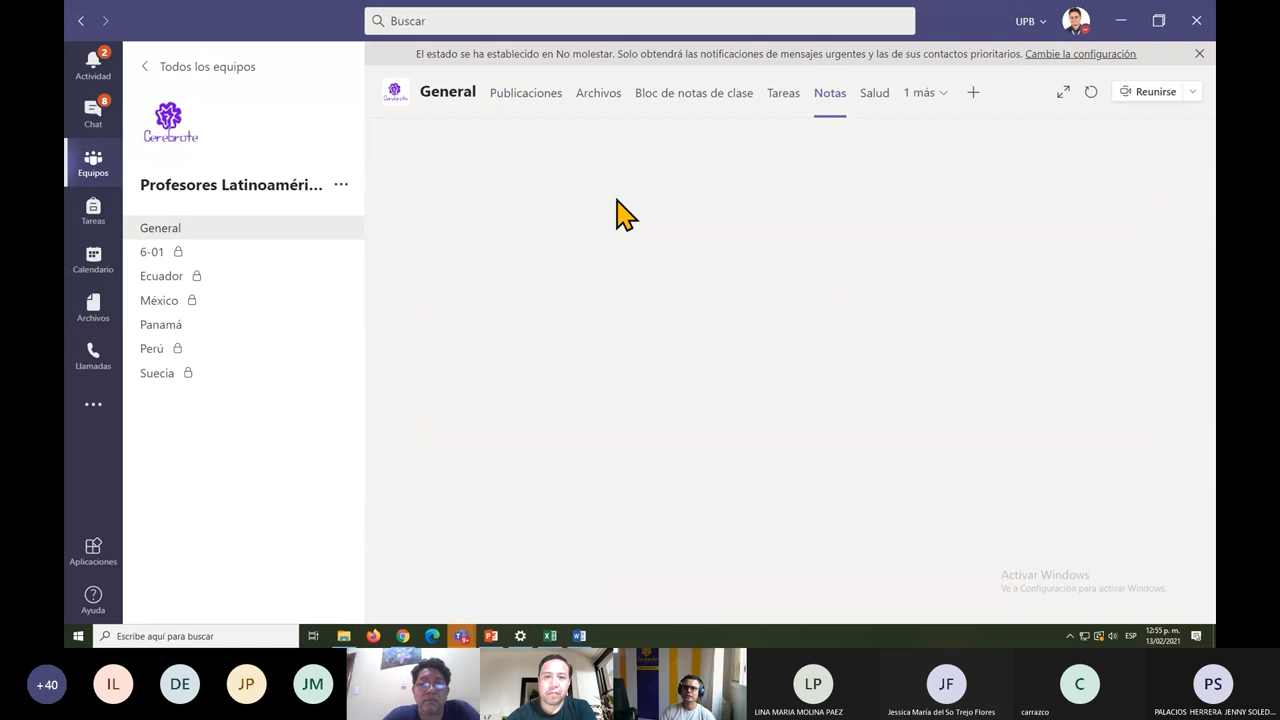 Buscar
UPB
El estado se ha establecido en No molestar. Solo obtendrá las notificaciones de mensajes urgentes y las de sus contactos prioritarios. Cambie la configuración
2
Actividad
8
Chat
Equipos
Tareas
Calendario
Archivos
Llamadas
Aplicaciones
Ayuda
Todos los equipos
Cerebrote
Profesores Latinoaméri...
General
6-01
Ecuador
México
Panamá
Perú
Suecia
Cerebrote
General Publicaciones Archivos Bloc de notas de clase Tareas Notas Salud 1 más
Reunirse
Activar Windows
Ve a Configuración para activar Windows.
Escribe aquí para buscar
9+
ESP
12:55 p. m.
13/02/2021
+40 IL DE JP JM
LP JF C PS
LINA MARIA MOLINA PAEZ
Jessica María del So Trejo Flores
carrazco
PALACIOS HERRERA JENNY SOLED...